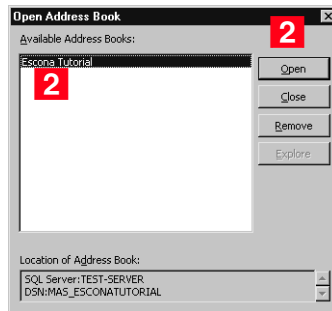 Open Address Book
Available Address Books:
2
Escona Tutorial
2
Open
Close
Remove
Explore
Location of Address Book:
SQL Server:TEST-SERVER
DSN:MAS_ESCONATUTORIAL